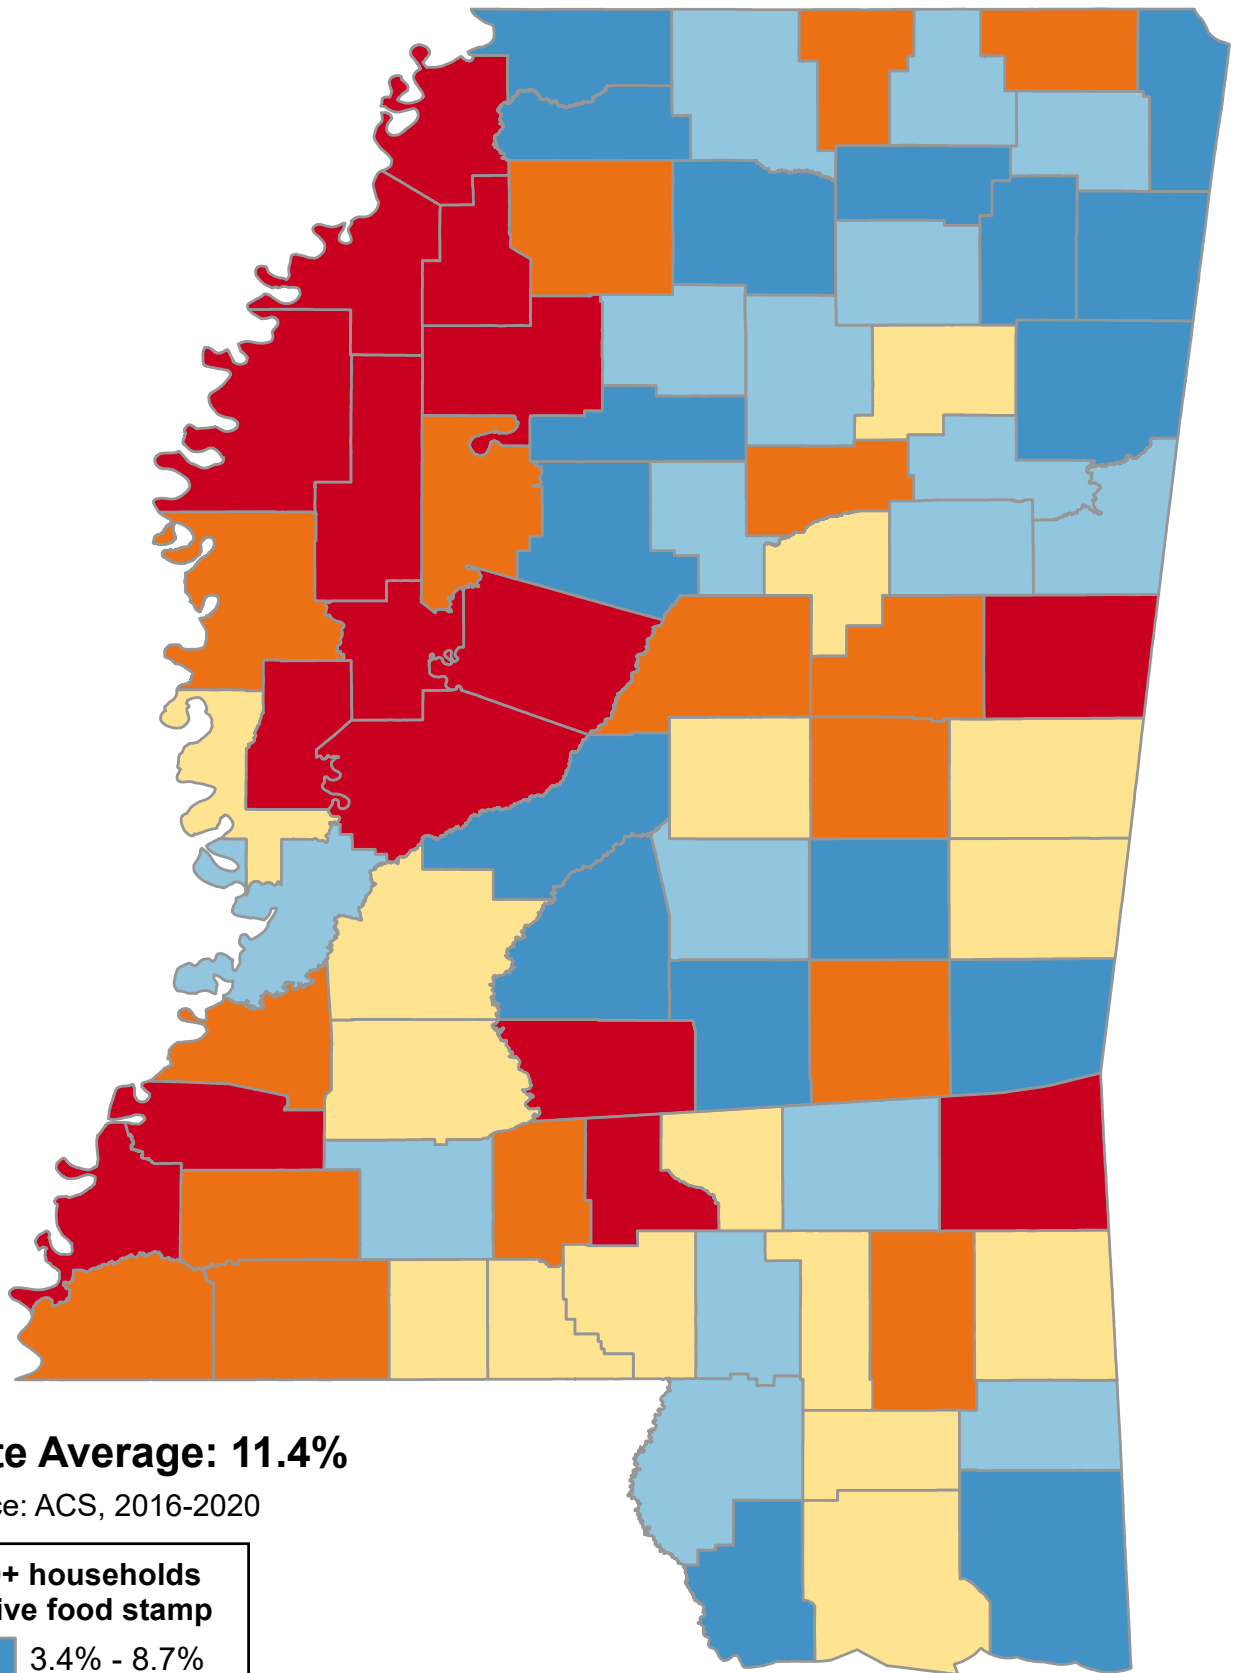 te Average: 11.4%
ce: ACS, 2016-2020
+ households
ive food stamp
3.4% - 8.7%